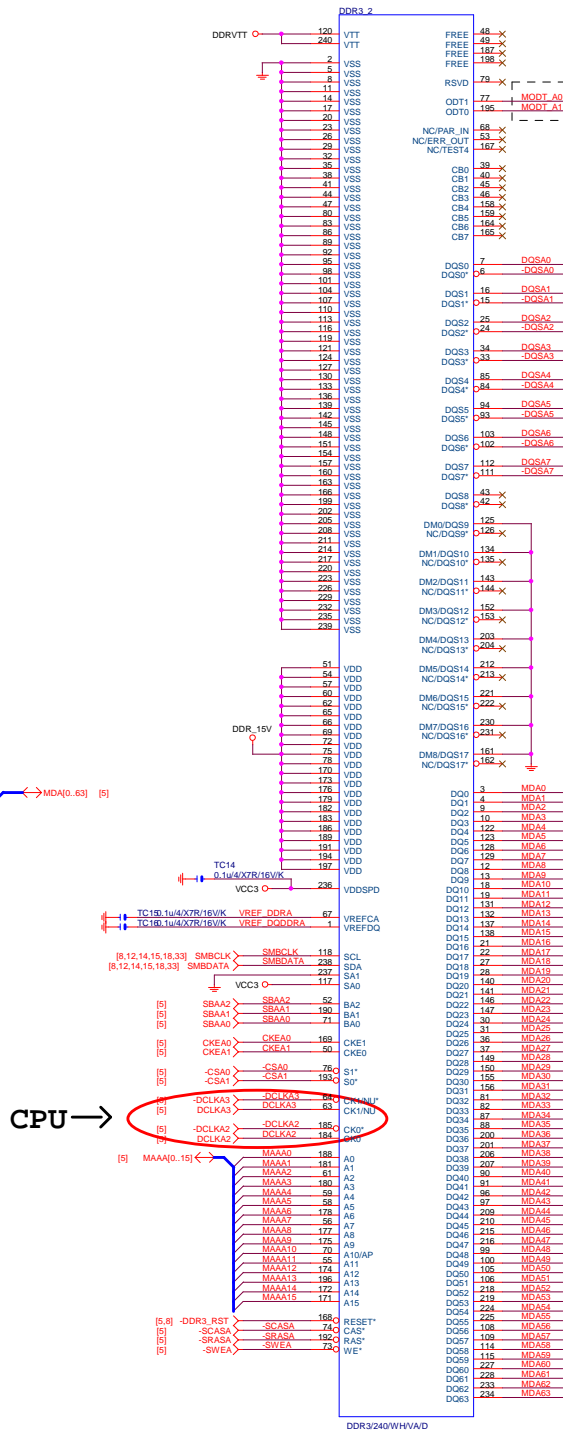 DDR3_2
DDRVTT 120 VTT FREE 48
240 VTT FREE 49
FREE 187
2 VSS FREE 198
5 VSS
8 VSS RSVD 79
11 VSS
14 VSS ODT1 77 MODT_A0
17 VSS ODT0 195 MODT_A1
20 VSS
23 VSS NC/PAR_IN 68
26 VSS NC/ERR_OUT 53
29 VSS NC/TEST4 167
32 VSS
35 VSS CB0 39
38 VSS CB1 40
41 VSS CB2 45
44 VSS CB3 46
47 VSS CB4 158
80 VSS CB5 159
83 VSS CB6 164
86 VSS CB7 165
89 VSS
92 VSS
95 VSS DQS0 7 DQSA0
98 VSS DQS0* 6 -DQSA0
101 VSS
104 VSS DQS1 16 DQSA1
107 VSS DQS1* 15 -DQSA1
110 VSS
113 VSS DQS2 25 DQSA2
116 VSS DQS2* 24 -DQSA2
119 VSS
121 VSS DQS3 34 DQSA3
124 VSS DQS3* 33 -DQSA3
127 VSS
130 VSS DQS4 85 DQSA4
133 VSS DQS4* 84 -DQSA4
136 VSS
139 VSS DQS5 94 DQSA5
142 VSS DQS5* 93 -DQSA5
145 VSS
148 VSS DQS6 103 DQSA6
151 VSS DQS6* 102 -DQSA6
154 VSS
157 VSS DQS7 112 DQSA7
160 VSS DQS7* 111 -DQSA7
163 VSS
166 VSS DQS8 43
199 VSS DQS8* 42
202 VSS
205 VSS DM0/DQS9 125
208 VSS NC/DQS9* 126
211 VSS
214 VSS DM1/DQS10 134
217 VSS NC/DQS10* 135
220 VSS
223 VSS DM2/DQS11 143
226 VSS NC/DQS11* 144
229 VSS
232 VSS DM3/DQS12 152
235 VSS NC/DQS12* 153
239 VSS
DM4/DQS13 203
NC/DQS13* 204
51 VDD DM5/DQS14 212
54 VDD NC/DQS14* 213
57 VDD
60 VDD DM6/DQS15 221
62 VDD NC/DQS15* 222
65 VDD
66 VDD DM7/DQS16 230
DDR_15V 69 VDD NC/DQS16* 231
72 VDD
75 VDD DM8/DQS17 161
78 VDD NC/DQS17* 162
170 VDD
173 VDD
MDA[0..63] [5] 176 VDD DQ0 3 MDA0
179 VDD DQ1 4 MDA1
182 VDD DQ2 9 MDA2
183 VDD DQ3 10 MDA3
186 VDD DQ4 122 MDA4
189 VDD DQ5 123 MDA5
191 VDD DQ6 128 MDA6
194 VDD DQ7 129 MDA7
197 VDD DQ8 12 MDA8
TC14 DQ9 13 MDA9
0.1u/4/X7R/16V/K VCC3 236 VDDSPD DQ10 18 MDA10
DQ11 19 MDA11
DQ12 131 MDA12
TC15 0.1u/4/X7R/16V/K VREF_DDRA 67 VREFCA DQ13 132 MDA13
TC16 0.1u/4/X7R/16V/K VREF_DQDDRA 1 VREFDQ DQ14 137 MDA14
DQ15 138 MDA15
DQ16 21 MDA16
[8,12,14,15,18,33] SMBCLK SMBCLK 118 SCL DQ17 22 MDA17
[8,12,14,15,18,33] SMBDATA SMBDATA 238 SDA DQ18 27 MDA18
237 SA1 DQ19 28 MDA19
VCC3 117 SA0 DQ20 140 MDA20
DQ21 141 MDA21
[5] SBAA2 SBAA2 52 BA2 DQ22 146 MDA22
[5] SBAA1 SBAA1 190 BA1 DQ23 147 MDA23
[5] SBAA0 SBAA0 71 BA0 DQ24 30 MDA24
DQ25 31 MDA25
[5] CKEA0 CKEA0 169 CKE1 DQ26 36 MDA26
[5] CKEA1 CKEA1 50 CKE0 DQ27 37 MDA27
DQ28 149 MDA28
[5] -CSA0 -CSA0 76 S1* DQ29 150 MDA29
[5] -CSA1 -CSA1 193 S0* DQ30 155 MDA30
DQ31 156 MDA31
[5] -DCLKA3 -DCLKA3 64 CK1/NU* DQ32 81 MDA32
[5] DCLKA3 DCLKA3 63 CK1/NU DQ33 82 MDA33
CPU DQ34 87 MDA34
[5] -DCLKA2 -DCLKA2 185 CK0* DQ35 88 MDA35
[5] DCLKA2 DCLKA2 184 CK0 DQ36 200 MDA36
DQ37 201 MDA37
[5] MAAA[0..15] MAAA0 188 A0 DQ38 206 MDA38
MAAA1 181 A1 DQ39 207 MDA39
MAAA2 61 A2 DQ40 90 MDA40
MAAA3 180 A3 DQ41 91 MDA41
MAAA4 59 A4 DQ42 96 MDA42
MAAA5 58 A5 DQ43 97 MDA43
MAAA6 178 A6 DQ44 209 MDA44
MAAA7 56 A7 DQ45 210 MDA45
MAAA8 177 A8 DQ46 215 MDA46
MAAA9 175 A9 DQ47 216 MDA47
MAAA10 70 A10/AP DQ48 99 MDA48
MAAA11 55 A11 DQ49 100 MDA49
MAAA12 174 A12 DQ50 105 MDA50
MAAA13 196 A13 DQ51 106 MDA51
MAAA14 172 A14 DQ52 218 MDA52
MAAA15 171 A15 DQ53 219 MDA53
DQ54 224 MDA54
[5,8] -DDR3_RST 168 RESET* DQ55 225 MDA55
[5] -SCASA -SCASA 74 CAS* DQ56 108 MDA56
[5] -SRASA -SRASA 192 RAS* DQ57 109 MDA57
[5] -SWEA -SWEA 73 WE* DQ58 114 MDA58
DQ59 115 MDA59
DQ60 227 MDA60
DQ61 228 MDA61
DQ62 233 MDA62
DQ63 234 MDA63
DDR3/240/WH/VA/D